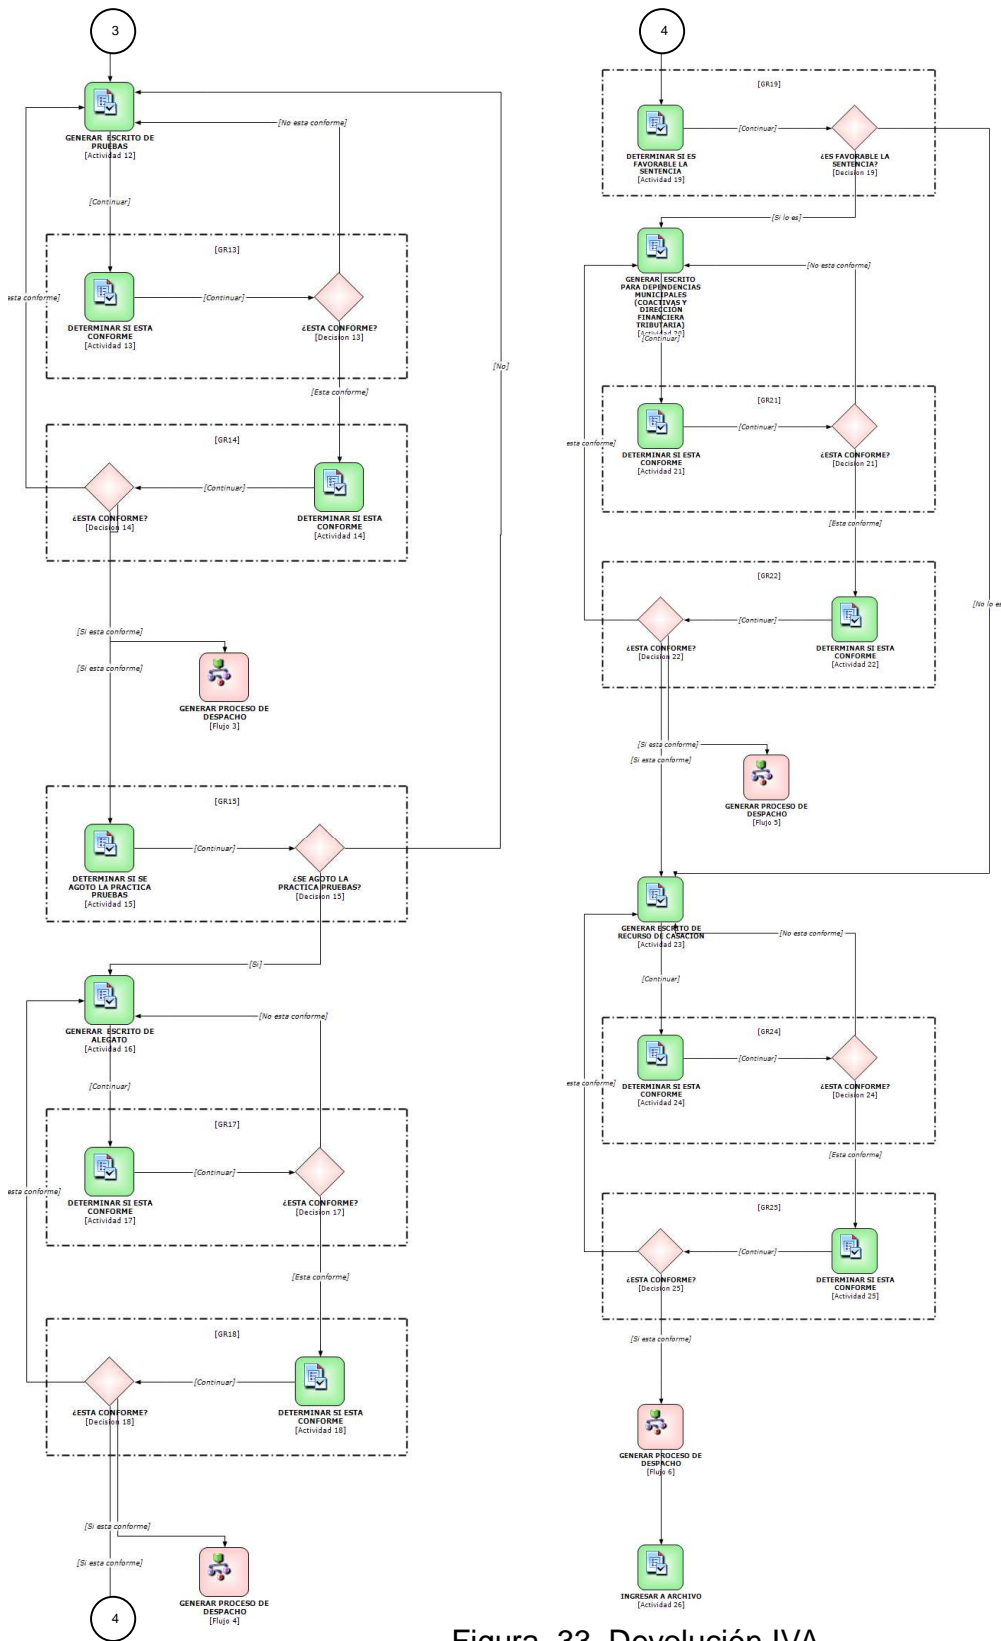 3
GENERAR ESCRITO DE
PRUEBAS
[Actividad 12]
[No esta conforme]
[Continuar]
[GR13]
esta conforme]
[Continuar]
DETERMINAR SI ESTA
CONFORME
[Actividad 13]
¿ESTA CONFORME?
[Decision 13]
[No]
[Esta conforme]
[GR14]
[Continuar]
¿ESTA CONFORME?
[Decision 14]
DETERMINAR SI ESTA
CONFORME
[Actividad 14]
[Si esta conforme]
[Si esta conforme]
GENERAR PROCESO DE
DESPACHO
[Flujo 3]
[GR15]
[Continuar]
DETERMINAR SI SE
AGOTO LA PRACTICA
PRUEBAS
[Actividad 15]
¿SE AGOTO LA
PRACTICA PRUEBAS?
[Decision 15]
[Si]
GENERAR ESCRITO DE
ALEGATO
[Actividad 16]
[No esta conforme]
[Continuar]
[GR17]
[Continuar]
esta conforme]
DETERMINAR SI ESTA
CONFORME
[Actividad 17]
¿ESTA CONFORME?
[Decision 17]
[Esta conforme]
[GR18]
[Continuar]
¿ESTA CONFORME?
[Decision 18]
DETERMINAR SI ESTA
CONFORME
[Actividad 18]
[Si esta conforme]
[Si esta conforme]
GENERAR PROCESO DE
DESPACHO
[Flujo 4]
4
4
[GR19]
[Continuar]
DETERMINAR SI ES
FAVORABLE LA
SENTENCIA
[Actividad 19]
¿ES FAVORABLE LA
SENTENCIA?
[Decision 19]
[Si lo es]
[No esta conforme]
GENERAR ESCRITO
PARA DEPENDENCIAS
MUNICIPALES
(COACTIVAS Y
DIRECCIÓN
FINANCIERA
TRIBUTARIA)
[Actividad 20]
[Continuar]
[GR21]
[Continuar]
esta conforme]
DETERMINAR SI ESTA
CONFORME
[Actividad 21]
¿ESTA CONFORME?
[Decision 21]
[Esta conforme]
[GR22]
[No lo es
[Continuar]
¿ESTA CONFORME?
[Decision 22]
DETERMINAR SI ESTA
CONFORME
[Actividad 22]
[Si esta conforme]
[Si esta conforme]
GENERAR PROCESO DE
DESPACHO
[Flujo 5]
GENERAR ESCRITO DE
RECURSO DE CASACION
[Actividad 23]
[No esta conforme]
[Continuar]
[GR24]
[Continuar]
esta conforme]
DETERMINAR SI ESTA
CONFORME
[Actividad 24]
¿ESTA CONFORME?
[Decision 24]
[Esta conforme]
[GR25]
[Continuar]
¿ESTA CONFORME?
[Decision 25]
DETERMINAR SI ESTA
CONFORME
[Actividad 25]
[Si esta conforme]
GENERAR PROCESO DE
DESPACHO
[Flujo 6]
INGRESAR A ARCHIVO
[Actividad 26]
Figura 33. Devolución IVA